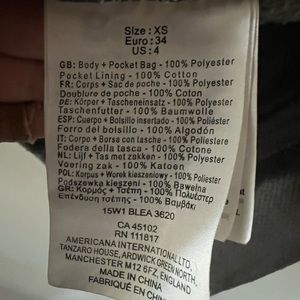 Size : XS
Euro : 34
US : 4
GB: Body + Pocket Bag - 100% Polyester
Pocket Lining - 100% Cotton
FR: Corps + Sac de poche - 100% Polyester
Doublure de poche - 100% Coton
DE: Körper + Tascheneinsatz - 100% Polyester
Taschenfutter - 100% Baumwolle
ESP: Cuerpo + Bolsillo insertado - 100% Poliéster
Forro del bolsillo - 100% Algodón
IT: Corpo + Borsa con tasche - 100% Poliestere
Fodera della tasca - 100% Cotone
NL: Lijf + Tas met zakken - 100% Polyester
Voering zak - 100% Katoen
POL: Korpus + Worek kieszeniowy - 100% Poliester
Podszewka kieszeni - 100% Bawełna
GR: Κορμός + Τσέπη - 100% Πολυέστερ
Επένδυση τσέπης - 100% Βαμβάκι
15W1 BLEA 3620
CA 45102
RN 111817
AMERICANA INTERNATIONAL LTD,
TANZARO HOUSE, ARDWICK GREEN NORTH,
MANCHESTER M12 6FZ, ENGLAND
MADE IN CHINA
FABRIQUÉ EN CHINE